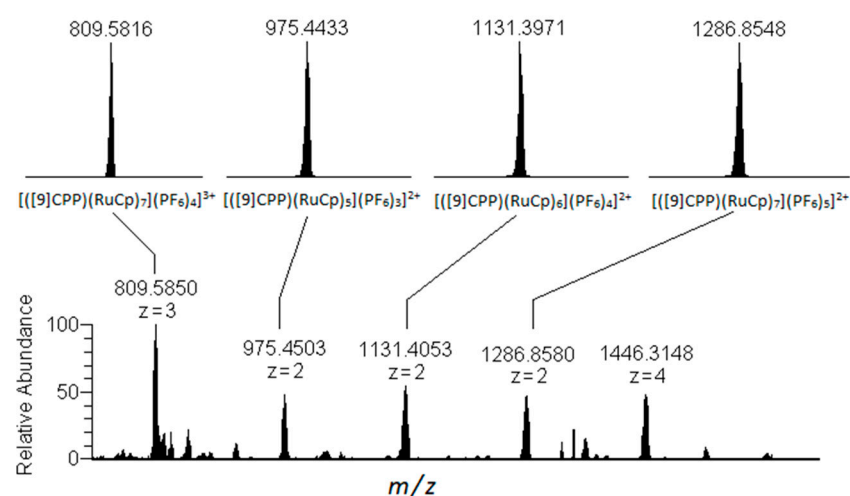 809.5816 975.4433 1131.3971 1286.8548
[([9]CPP)(RuCp)₇](PF₆)₄]³⁺ [([9]CPP)(RuCp)₅](PF₆)₃]²⁺ [([9]CPP)(RuCp)₆](PF₆)₄]²⁺ [([9]CPP)(RuCp)₇](PF₆)₅]²⁺
809.5850
z=3
975.4503
z=2
1131.4053
z=2
1286.8580
z=2
1446.3148
z=4
Relative Abundance
100
50
0
m/z